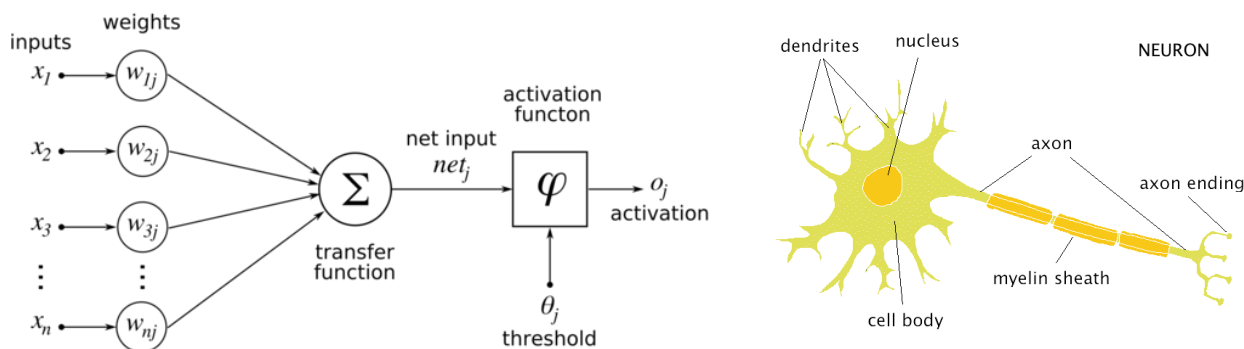 weights
inputs
x1
w1j
x2
w2j
x3
w3j
⋮
⋮
xn
wnj
Σ
transfer
function
net input
netj
activation
functon
φ
oj
activation
θj
threshold
NEURON
dendrites
nucleus
axon
axon ending
myelin sheath
cell body